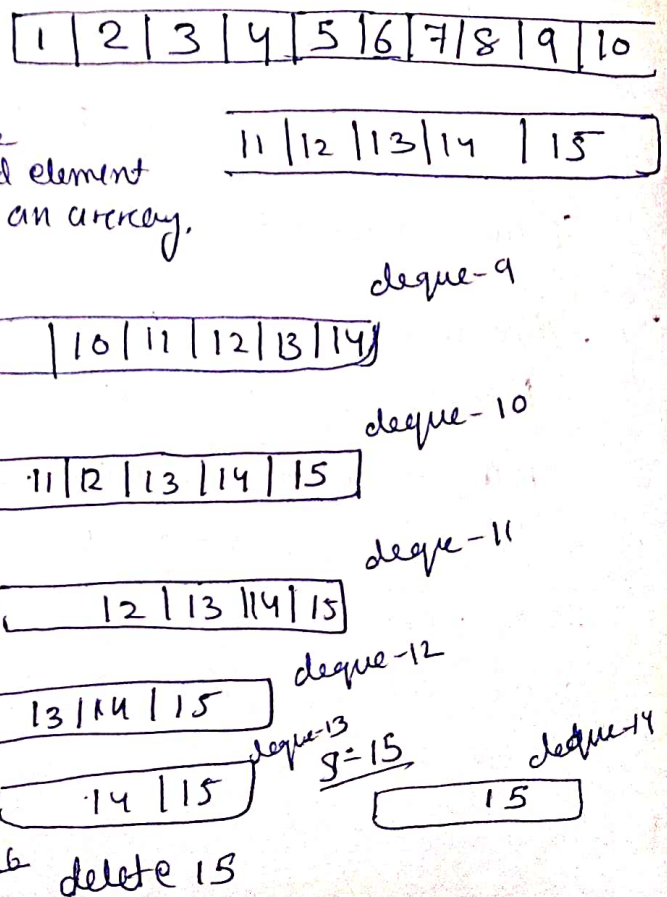 1 | 2 | 3 | 4 | 5 | 6 | 7 | 8 | 9 | 10
11 | 12 | 13 | 14 | 15
element
an array.
deque-9
10 | 11 | 12 | 13 | 14
deque-10
11 | 12 | 13 | 14 | 15
deque-11
12 | 13 | 14 | 15
deque-12
13 | 14 | 15
deque-13
deque-14
14 | 15
=15
15
delete 15